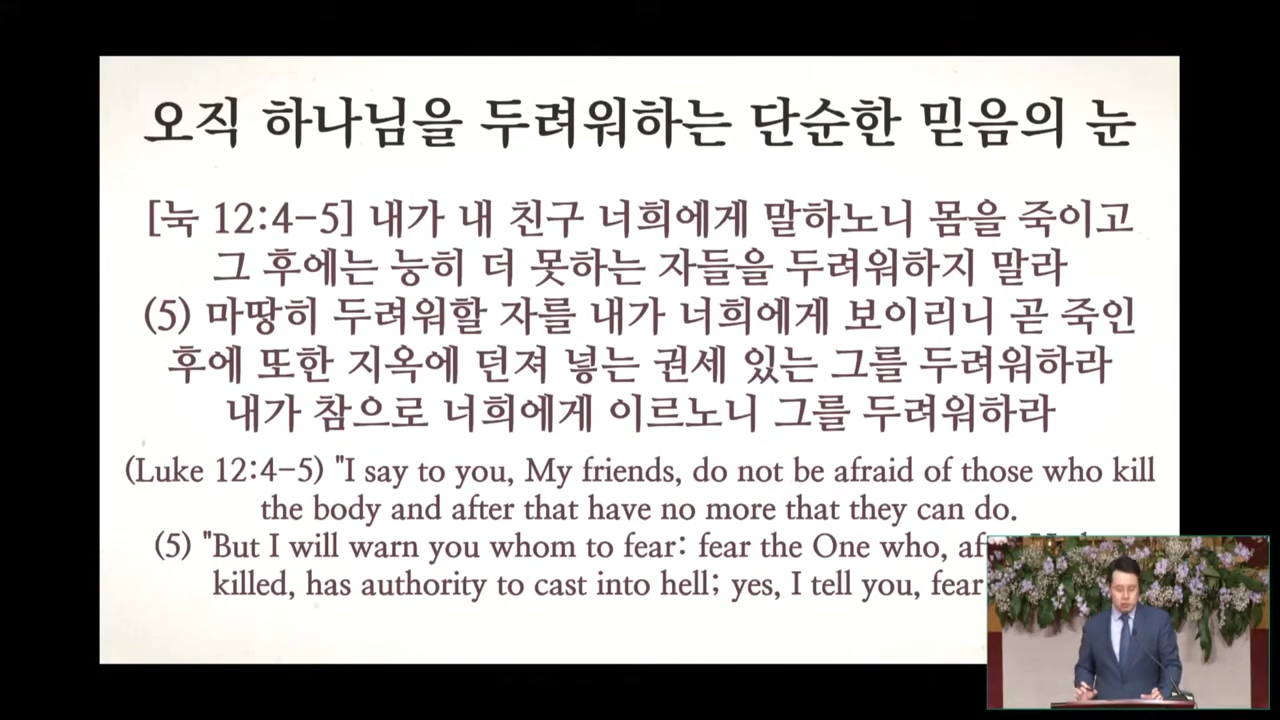 오직 하나님을 두려워하는 단순한 믿음의 눈
[눅 12:4-5] 내가 내 친구 너희에게 말하노니 몸을 죽이고
그 후에는 능히 더 못하는 자들을 두려워하지 말라
(5) 마땅히 두려워할 자를 내가 너희에게 보이리니 곧 죽인
후에 또한 지옥에 던져 넣는 권세 있는 그를 두려워하라
내가 참으로 너희에게 이르노니 그를 두려워하라
(Luke 12:4-5) "I say to you, My friends, do not be afraid of those who kill
the body and after that have no more that they can do.
(5) "But I will warn you whom to fear: fear the One who,
killed, has authority to cast into hell; yes, I tell you, fear